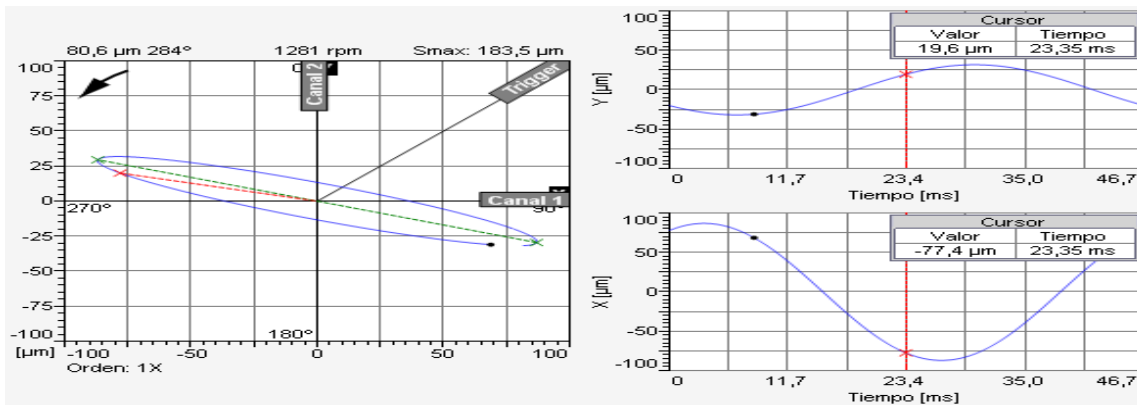 80,6 µm 284° 1281 rpm Smax: 183,5 µm
100
75
50
25
0
-25
-50
-75
-100
[µm]
-100 -50 0 50 100
270°
90°
180°
Canal 2
Trigger
Canal 1
Orden: 1X
Y [µm]
100
50
0
-50
-100
Cursor
Valor Tiempo
19,6 µm 23,35 ms
0 11,7 23,4 35,0 46,7
Tiempo [ms]
X [µm]
100
50
0
-50
-100
Cursor
Valor Tiempo
-77,4 µm 23,35 ms
0 11,7 23,4 35,0 46,7
Tiempo [ms]